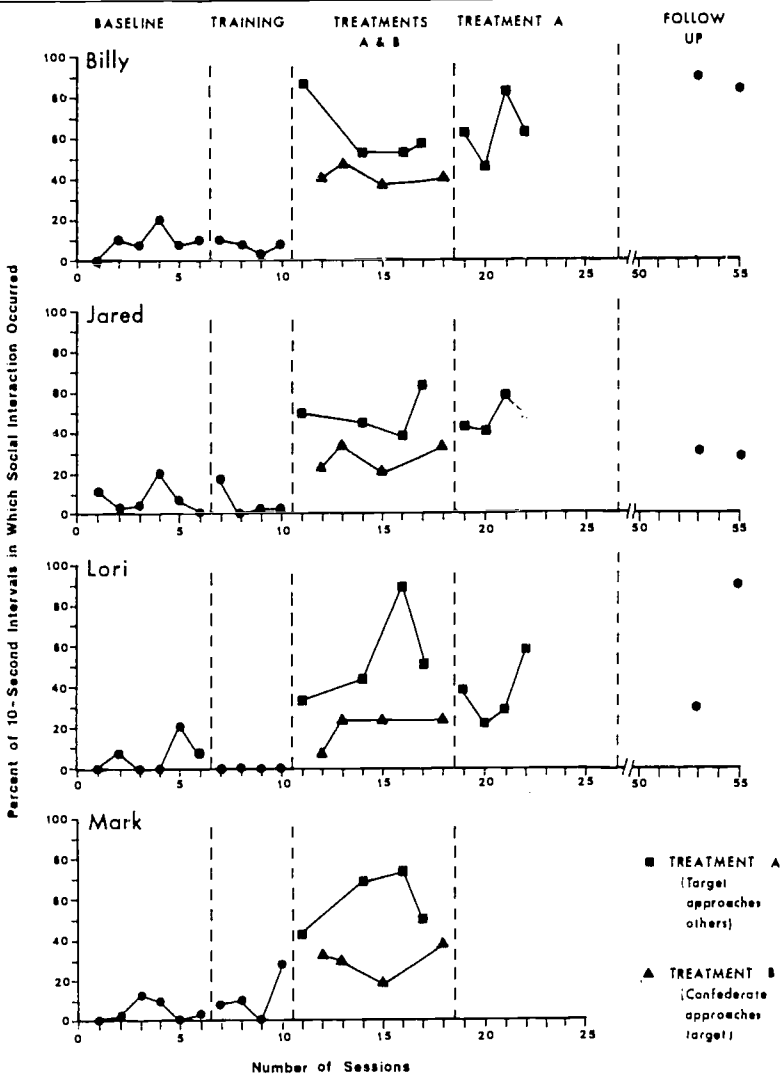 BASELINE TRAINING TREATMENTS TREATMENT A FOLLOW
A & B UP
Billy
100
80
60
40
20
0
0 5 10 15 20 25 50 55
Jared
100
80
60
40
20
0
0 5 10 15 20 25 50 55
Lori
100
80
60
40
20
0
0 5 10 15 20 25 50 55
Mark
100
80
60
40
20
0
0 5 10 15 20 25
Percent of 10-Second Intervals in Which Social Interaction Occurred
Number of Sessions
TREATMENT A
(Target
approaches
others)
TREATMENT B
(Confederate
approaches
target)